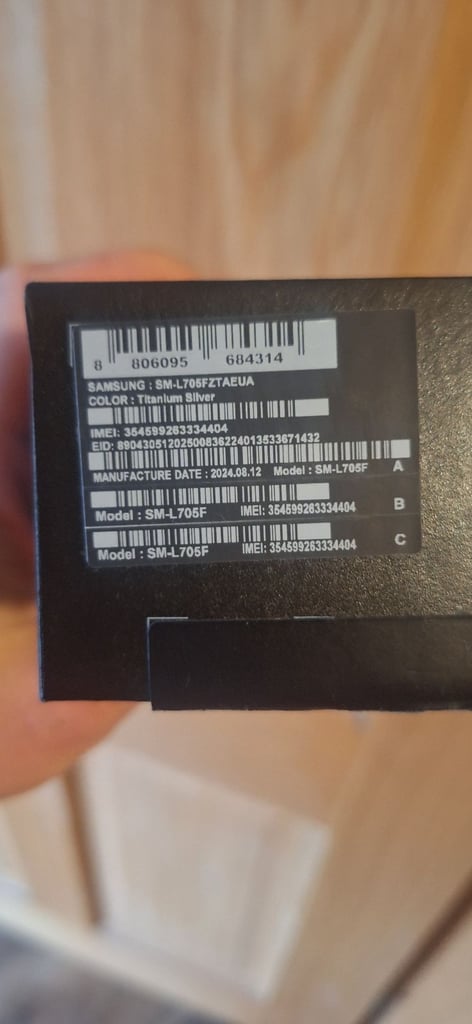 8 806095 684314
SAMSUNG : SM-L705FZTAEUA
COLOR : Titanium Silver
IMEI: 354599263334404
EID: 89043051202500836224013533671432
MANUFACTURE DATE : 2024.08.12 Model : SM-L705F A
Model : SM-L705F IMEI: 354599263334404 B
Model : SM-L705F IMEI: 354599263334404 C